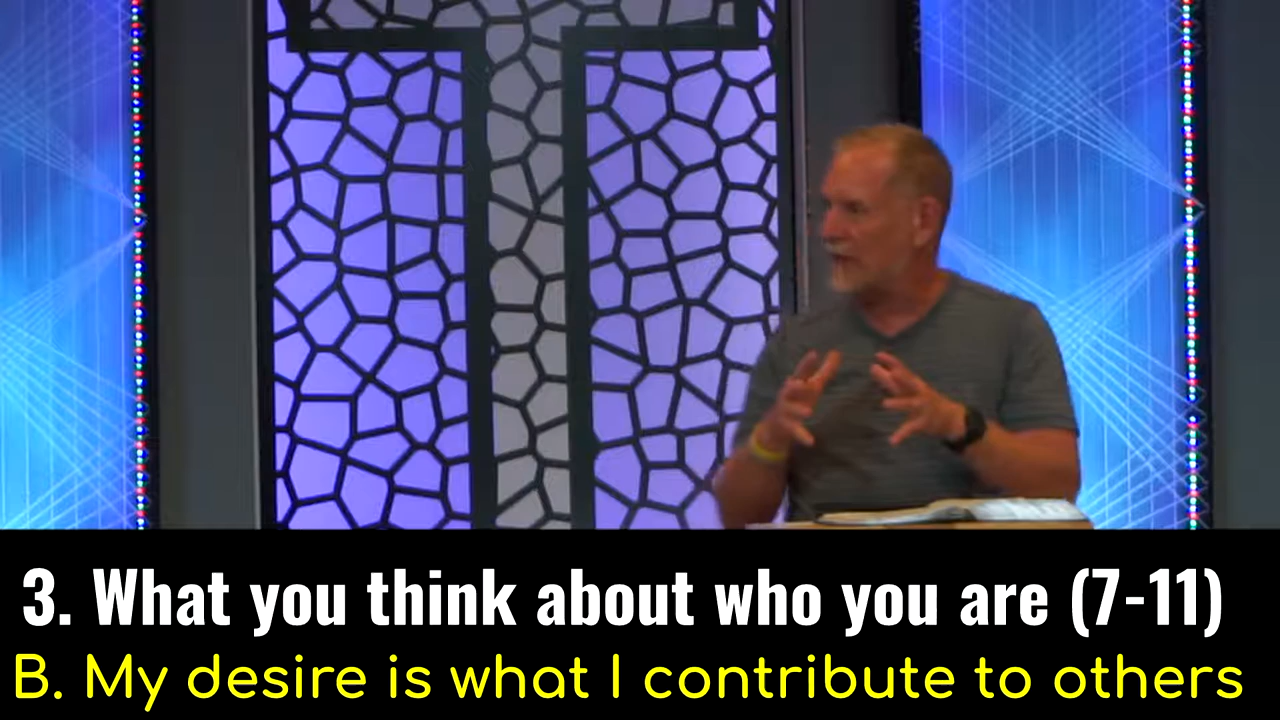 3. What you think about who you are (7-11)
B. My desire is what I contribute to others